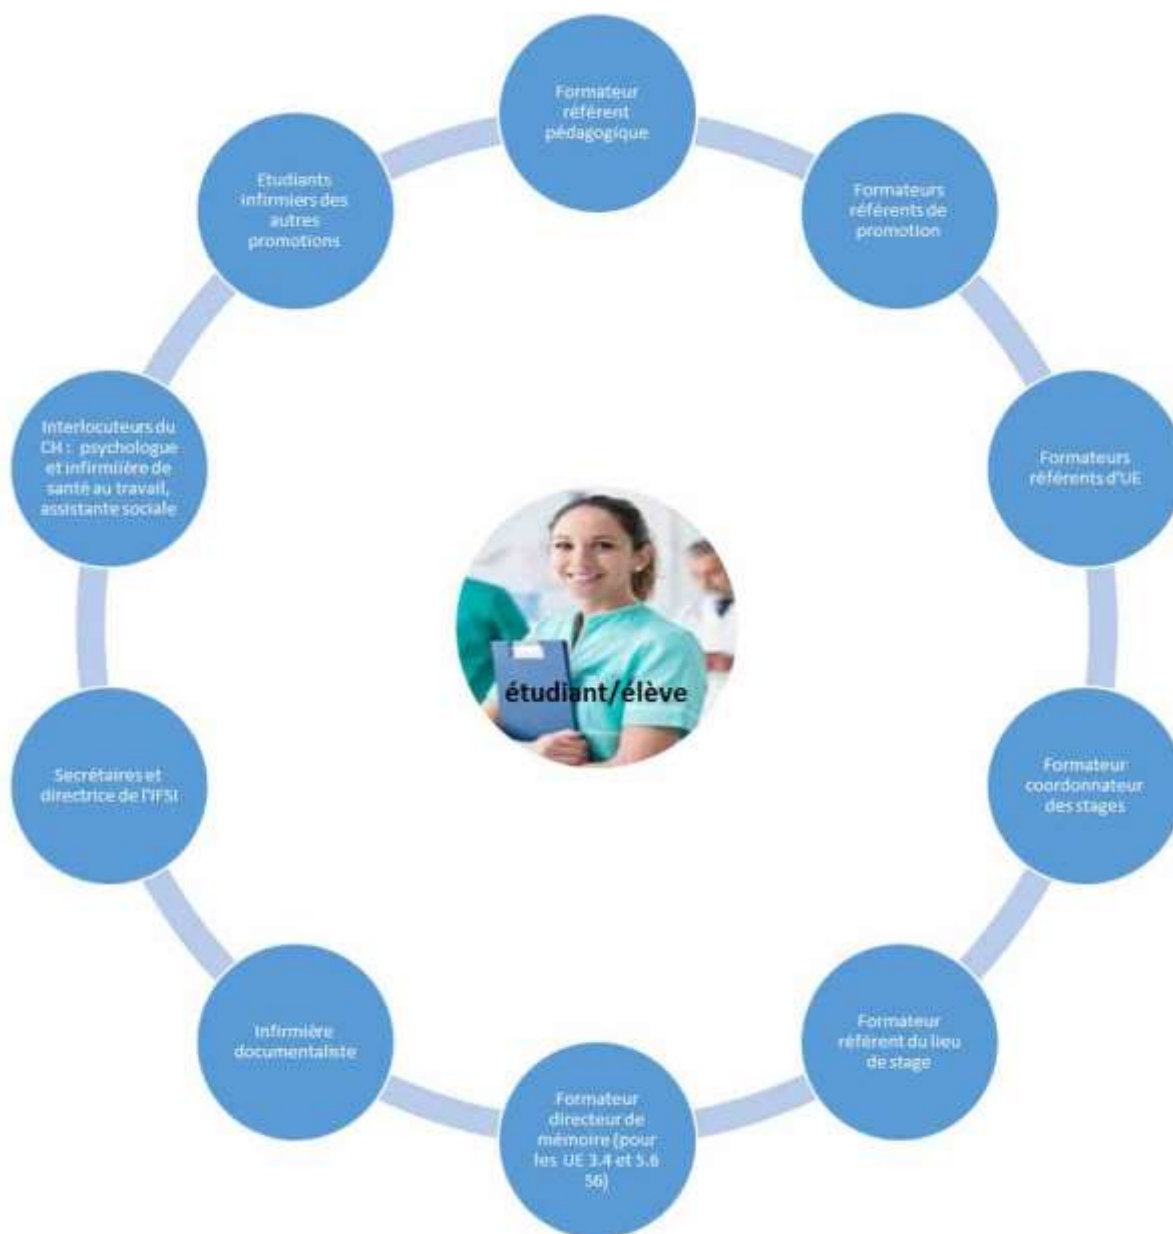 Formateur
référent
pédagogique
Formateurs
référents de
promotion
Formateurs
référents d'UE
Formateur
coordonnateur
des stages
Formateur
référent du lieu
de stage
Formateur
directeur de
mémoire (pour
les UE 3.4 et 5.6
S6)
Infirmière
documentaliste
Secrétaires et
directrice de l'IFSI
Interlocuteurs du
CH : psychologue
et infirmiière de
santé au travail,
assistante sociale
Etudiants
infirmiers des
autres
promotions
étudiant/élève